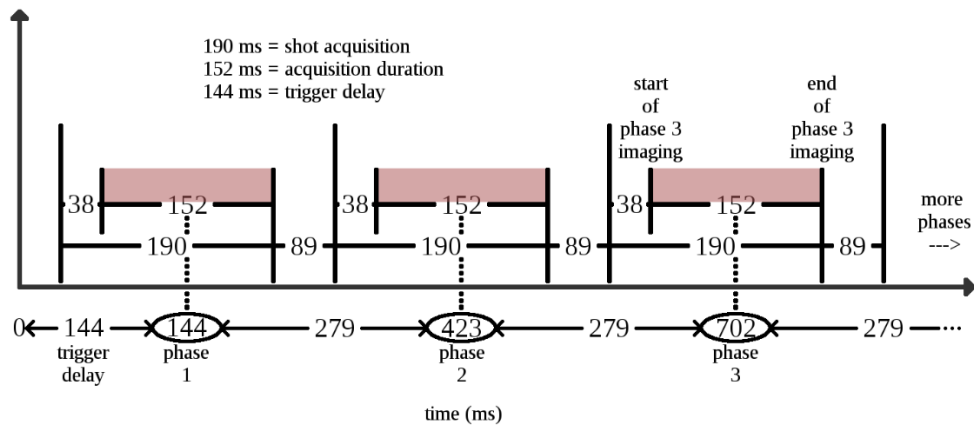 190 ms = shot acquisition
152 ms = acquisition duration
144 ms = trigger delay
start
of
phase 3
imaging
end
of
phase 3
imaging
38 152 38 152 38 152
190 89 190 89 190 89
more
phases
--->
0 144 144 279 423 279 702 279 ...
trigger
delay
phase
1
phase
2
phase
3
time (ms)